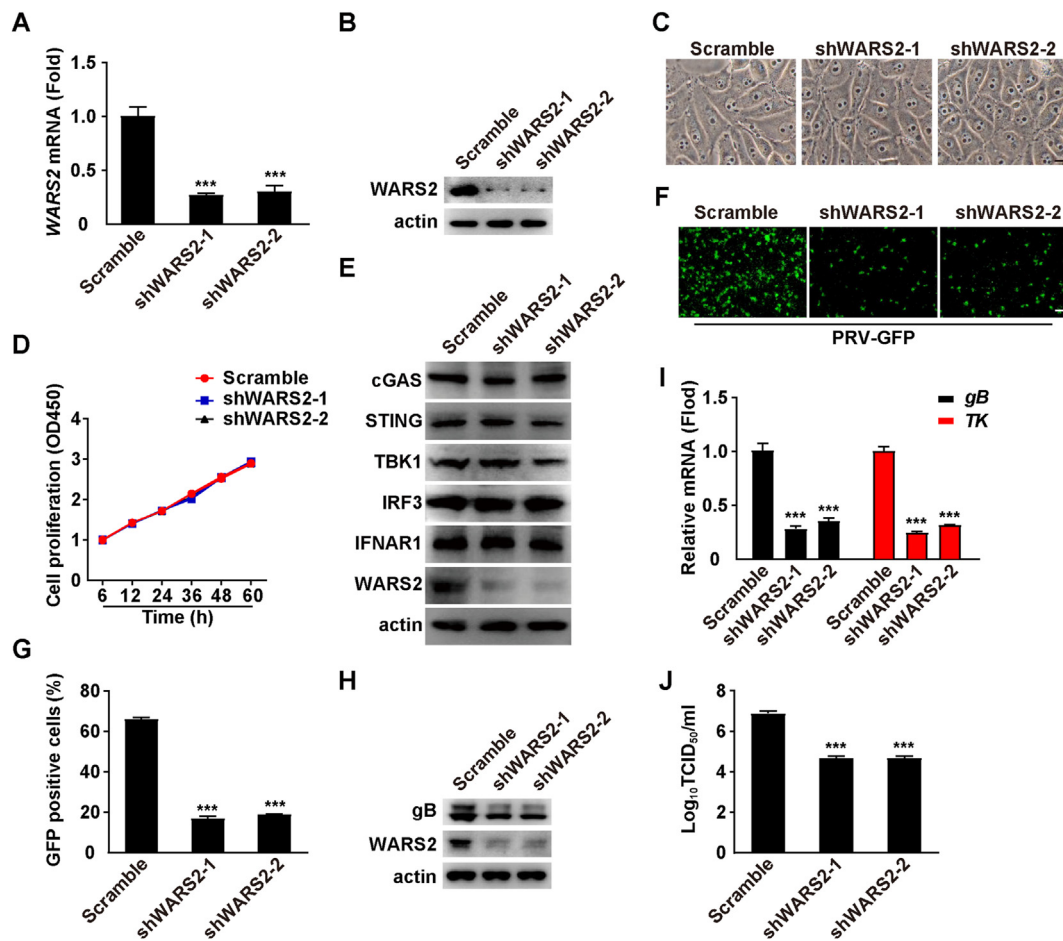 A
WARS2 mRNA (Fold)
1.5
1.0
0.5
0
***
***
Scramble
shWARS2-1
shWARS2-2
B
Scramble
shWARS2-1
shWARS2-2
WARS2
actin
C
Scramble
shWARS2-1
shWARS2-2
D
Cell proliferation (OD450)
4
3
2
1
0
Scramble
shWARS2-1
shWARS2-2
6 12 24 36 48 60
Time (h)
E
Scramble
shWARS2-1
shWARS2-2
cGAS
STING
TBK1
IRF3
IFNAR1
WARS2
actin
F
Scramble
shWARS2-1
shWARS2-2
PRV-GFP
G
GFP positive cells (%)
80
60
40
20
0
***
***
Scramble
shWARS2-1
shWARS2-2
H
Scramble
shWARS2-1
shWARS2-2
gB
WARS2
actin
I
Relative mRNA (Flod)
1.5
1.0
0.5
0
gB
TK
***
***
***
***
Scramble
shWARS2-1
shWARS2-2
Scramble
shWARS2-1
shWARS2-2
J
Log₁₀TCID₅₀/ml
8
6
4
2
0
***
***
Scramble
shWARS2-1
shWARS2-2